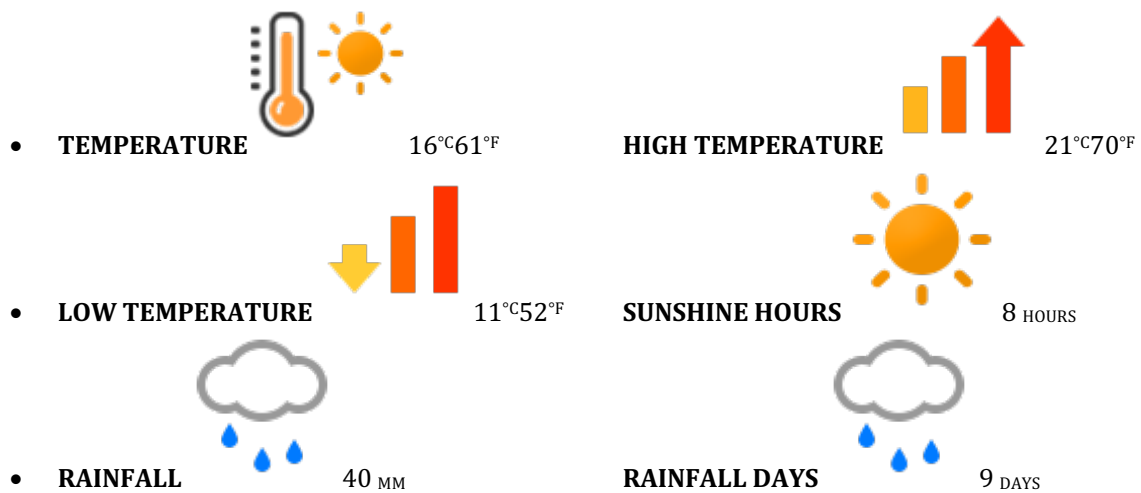 • TEMPERATURE 16°C61°F HIGH TEMPERATURE 21°C70°F
• LOW TEMPERATURE 11°C52°F SUNSHINE HOURS 8 HOURS
• RAINFALL 40 MM RAINFALL DAYS 9 DAYS